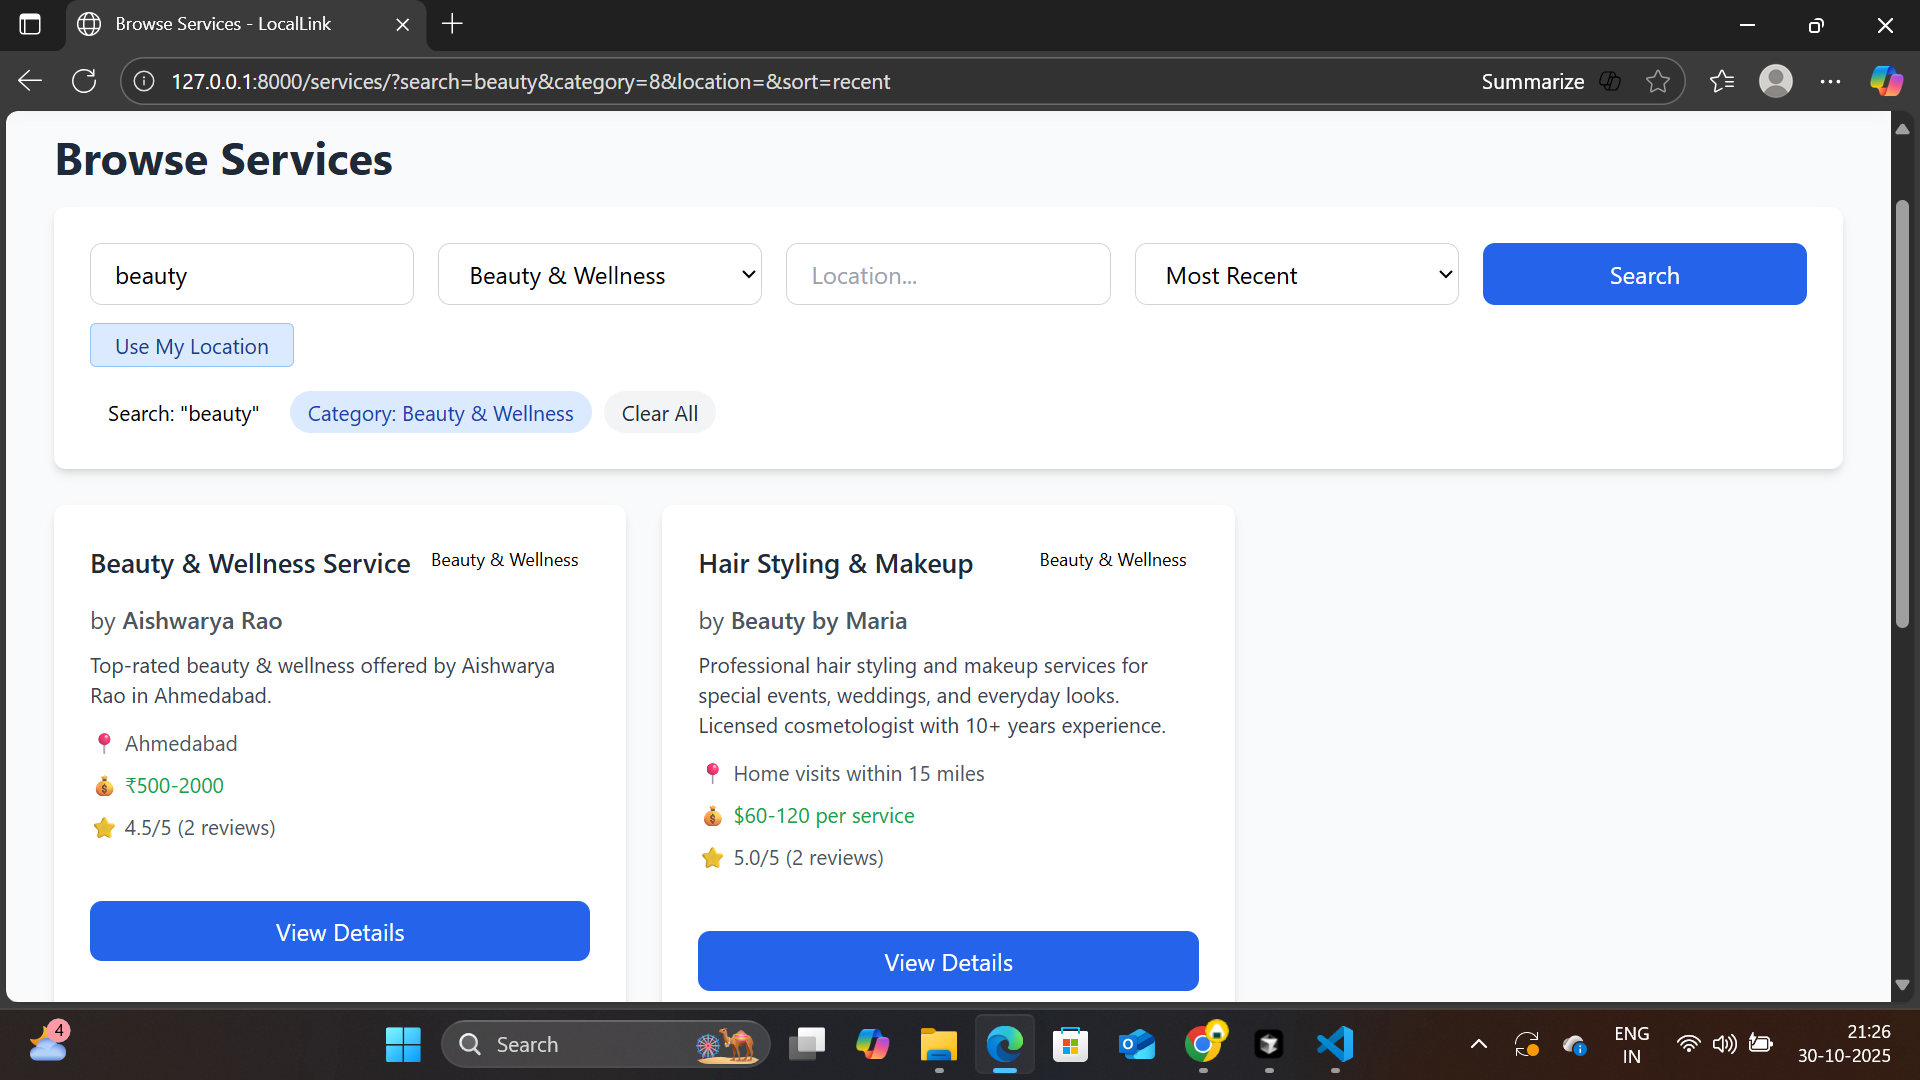 Browse Services - LocalLink
127.0.0.1:8000/services/?search=beauty&category=8&location=&sort=recent
Summarize
Browse Services
beauty
Beauty & Wellness
Location...
Most Recent
Search
Use My Location
Search: "beauty"
Category: Beauty & Wellness
Clear All
Beauty & Wellness Service
Beauty & Wellness
by Aishwarya Rao
Top-rated beauty & wellness offered by Aishwarya
Rao in Ahmedabad.
Ahmedabad
₹500-2000
4.5/5 (2 reviews)
View Details
Hair Styling & Makeup
Beauty & Wellness
by Beauty by Maria
Professional hair styling and makeup services for
special events, weddings, and everyday looks.
Licensed cosmetologist with 10+ years experience.
Home visits within 15 miles
$60-120 per service
5.0/5 (2 reviews)
View Details
4
Search
ENG
IN
21:26
30-10-2025